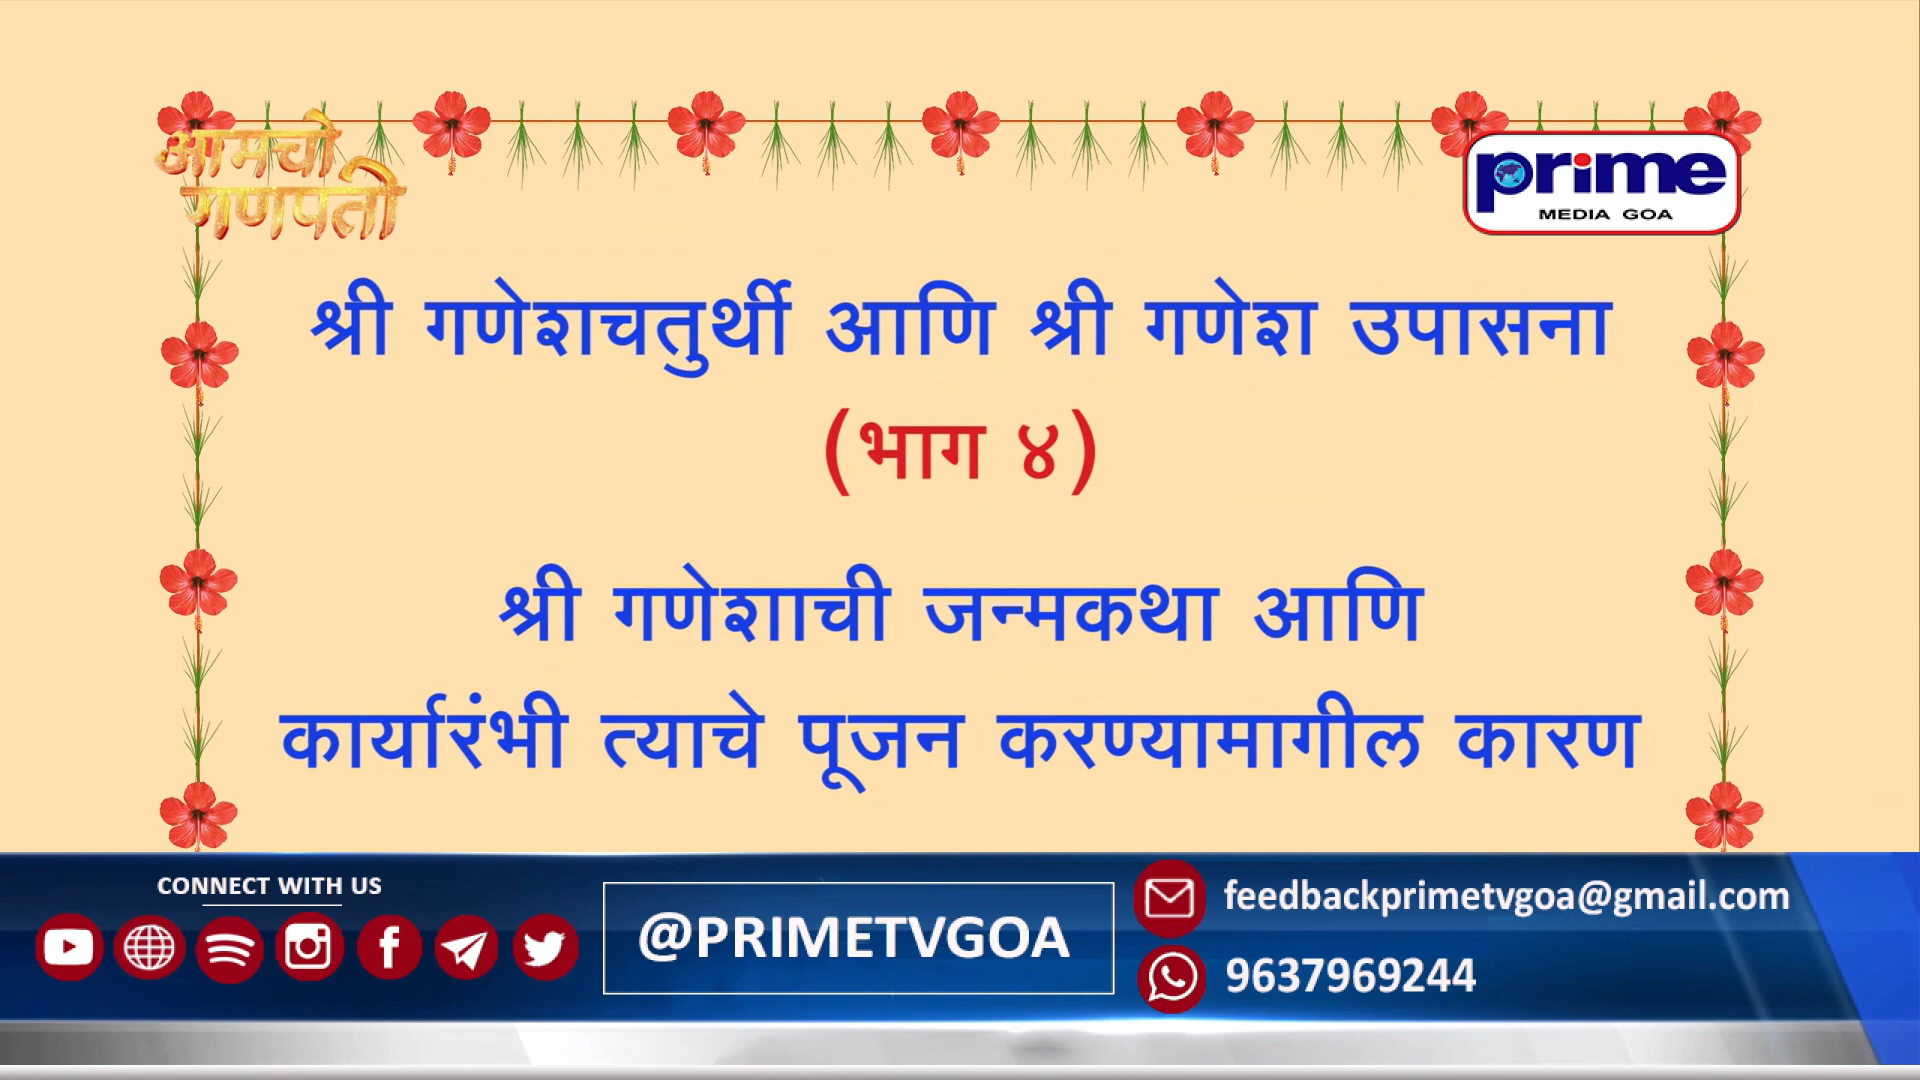 आमचो
गणपती
prime
MEDIA GOA
श्री गणेशचतुर्थी आणि श्री गणेश उपासना
(भाग ४)
श्री गणेशाची जन्मकथा आणि
कार्यारंभी त्याचे पूजन करण्यामागील कारण
CONNECT WITH US
@PRIMETVGOA
feedbackprimetvgoa@gmail.com
9637969244